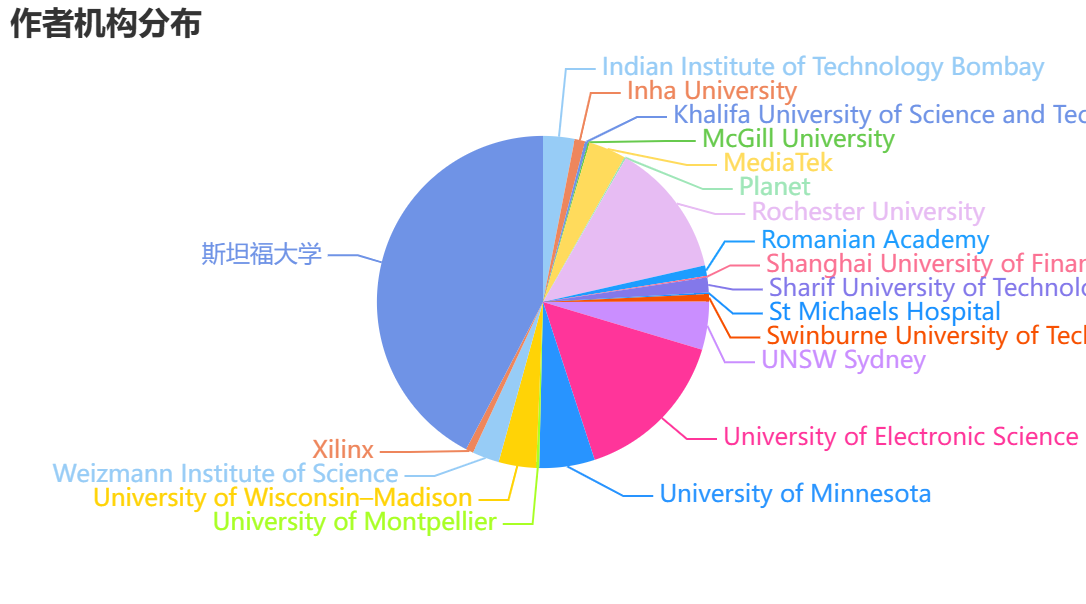 作者机构分布
Indian Institute of Technology Bombay
Inha University
Khalifa University of Science and Tec
McGill University
MediaTek
Planet
Rochester University
Romanian Academy
Shanghai University of Finan
Sharif University of Technolo
St Michaels Hospital
Swinburne University of Tech
UNSW Sydney
University of Electronic Science
University of Minnesota
斯坦福大学
Xilinx
Weizmann Institute of Science
University of Wisconsin—Madison
University of Montpellier